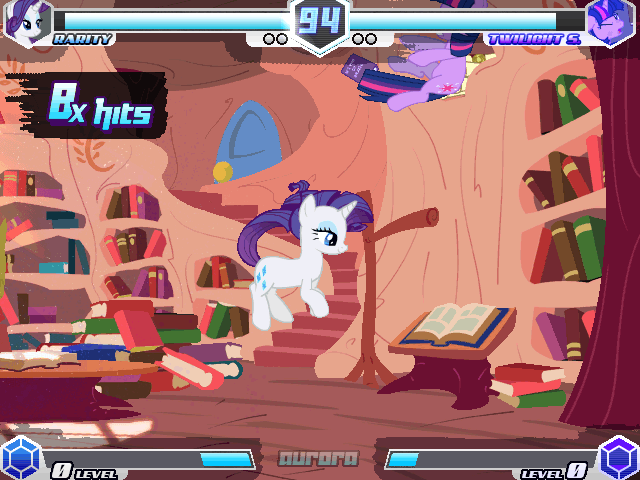 94
RARITY
TWILIGHT S.
8x hits
0 LEVEL
aurora
LEVEL 0